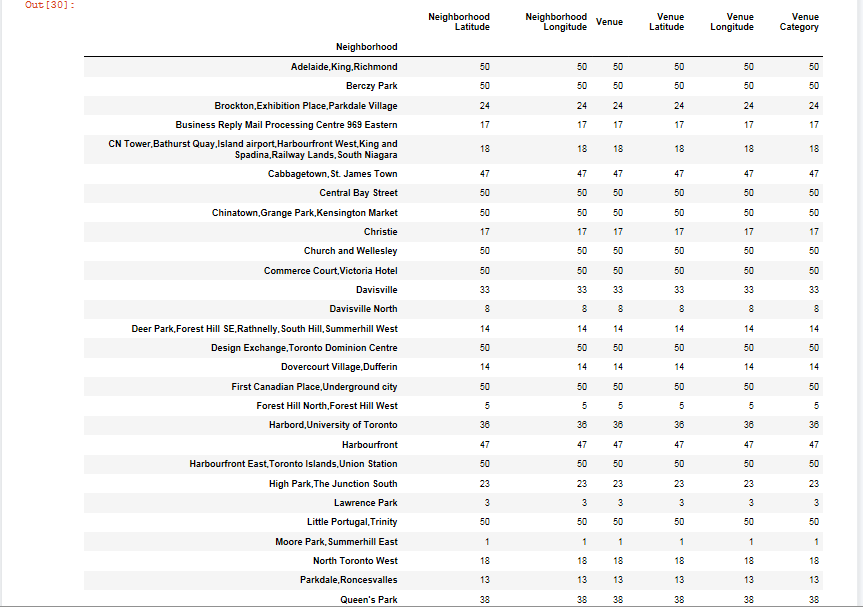 Out[30]:
Neighborhood Latitude Neighborhood Longitude Venue Venue Latitude Venue Longitude Venue Category
Neighborhood
Adelaide,King,Richmond 50 50 50 50 50 50
Berczy Park 50 50 50 50 50 50
Brockton,Exhibition Place,Parkdale Village 24 24 24 24 24 24
Business Reply Mail Processing Centre 969 Eastern 17 17 17 17 17 17
CN Tower,Bathurst Quay,Island airport,Harbourfront West,King and
Spadina,Railway Lands,South Niagara 18 18 18 18 18 18
Cabbagetown,St. James Town 47 47 47 47 47 47
Central Bay Street 50 50 50 50 50 50
Chinatown,Grange Park,Kensington Market 50 50 50 50 50 50
Christie 17 17 17 17 17 17
Church and Wellesley 50 50 50 50 50 50
Commerce Court,Victoria Hotel 50 50 50 50 50 50
Davisville 33 33 33 33 33 33
Davisville North 8 8 8 8 8 8
Deer Park,Forest Hill SE,Rathnelly,South Hill,Summerhill West 14 14 14 14 14 14
Design Exchange,Toronto Dominion Centre 50 50 50 50 50 50
Dovercourt Village,Dufferin 14 14 14 14 14 14
First Canadian Place,Underground city 50 50 50 50 50 50
Forest Hill North,Forest Hill West 5 5 5 5 5 5
Harbord,University of Toronto 36 36 36 36 36 36
Harbourfront 47 47 47 47 47 47
Harbourfront East,Toronto Islands,Union Station 50 50 50 50 50 50
High Park,The Junction South 23 23 23 23 23 23
Lawrence Park 3 3 3 3 3 3
Little Portugal,Trinity 50 50 50 50 50 50
Moore Park,Summerhill East 1 1 1 1 1 1
North Toronto West 18 18 18 18 18 18
Parkdale,Roncesvalles 13 13 13 13 13 13
Queen's Park 38 38 38 38 38 38